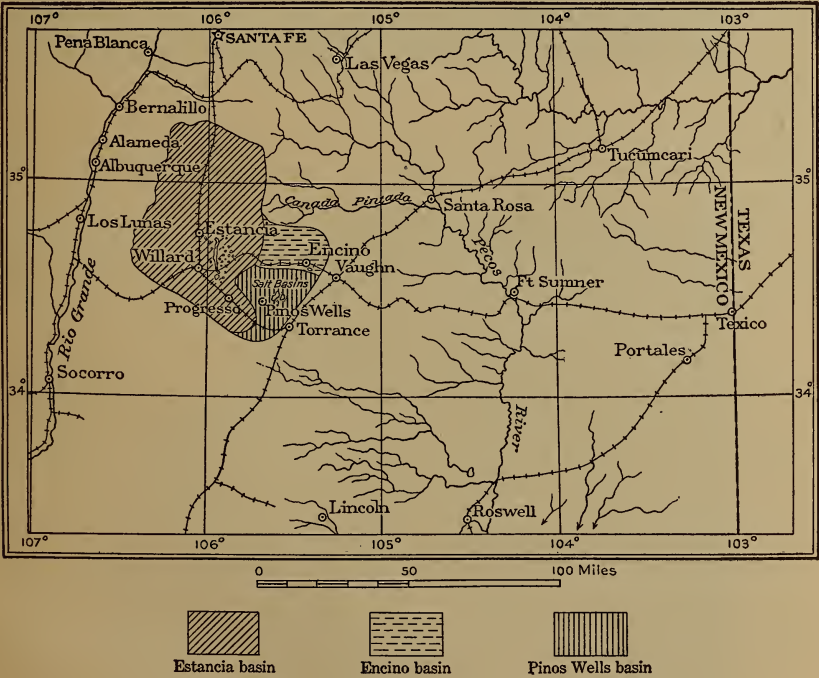 107° 106° 105° 104° 103°
Pena Blanca
SANTA FE
Las Vegas
Bernalillo
Alameda
Albuquerque
Tucumcari
35° 35°
Canada Pintada
Santa Rosa
Los Lunas
Estancia
NEW MEXICO
TEXAS
Encino
Willard
Vaughn
Pecos
Salt Basins
Ft Sumner
Progresso
Pinos Wells
Rio Grande
Torrance
Texico
Portales
Socorro
34° 34°
River
Lincoln
Roswell
107° 106° 105° 104° 103°
0 50 100 Miles
Estancia basin
Encino basin
Pinos Wells basin